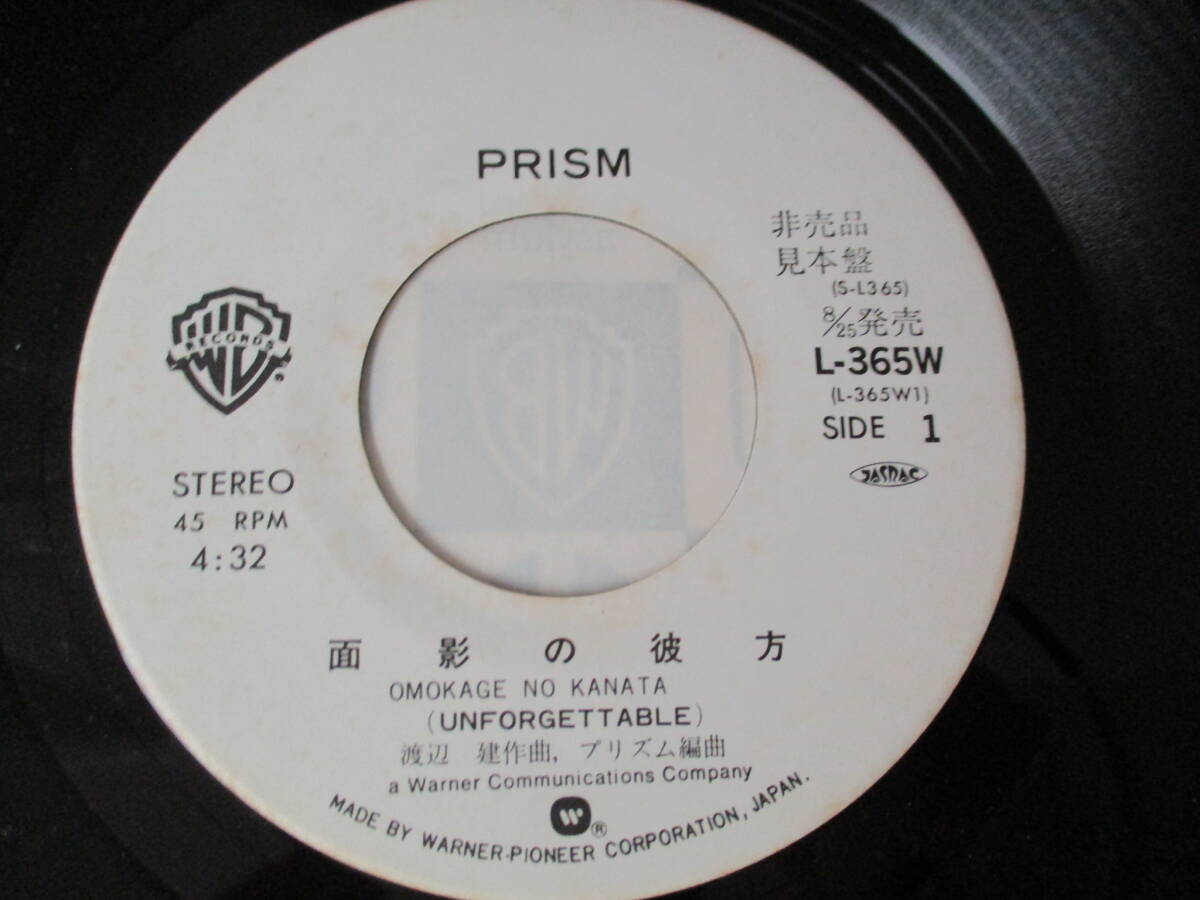 PRISM
非売品
見本盤
(S-L365)
8/25発売
L-365W
(L-365W1)
SIDE 1
JASRAC
WB
RECORDS
®
STEREO
45 RPM
4:32
面影の彼方
OMOKAGE NO KANATA
(UNFORGETTABLE)
渡辺 建作曲, プリズム編曲
a Warner Communications Company
W®
MADE BY WARNER-PIONEER CORPORATION, JAPAN.